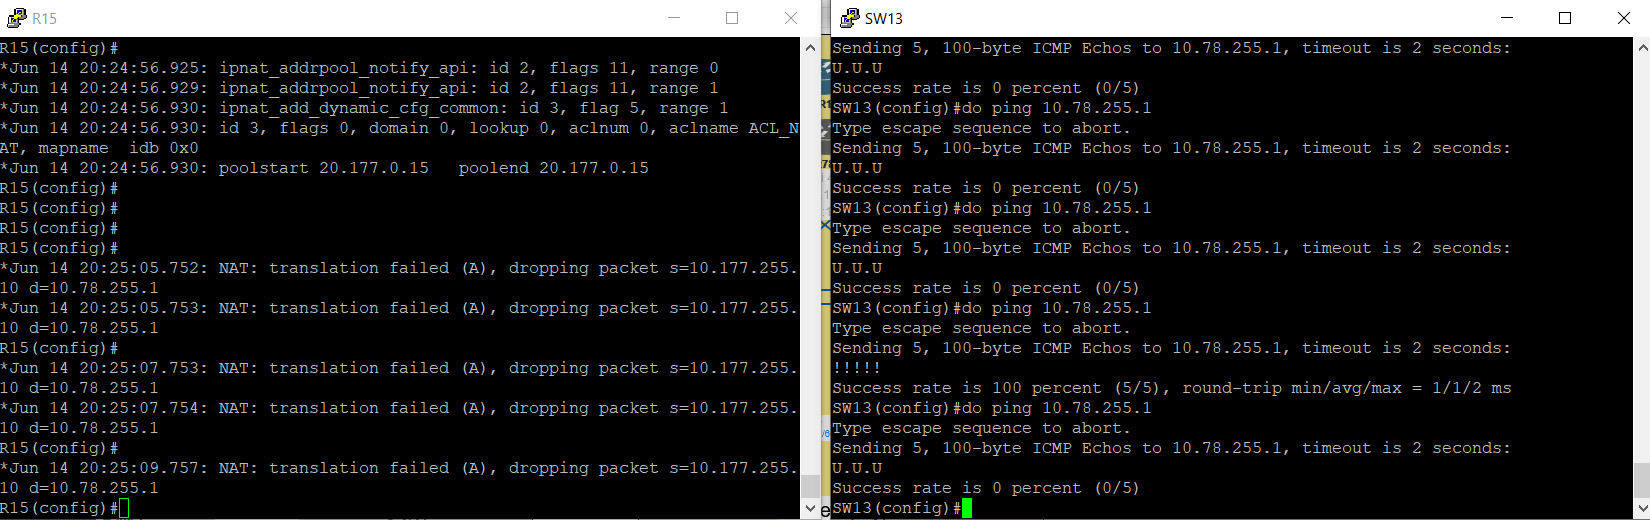 R15
R15(config)#
*Jun 14 20:24:56.925: ipnat_addrpool_notify_api: id 2, flags 11, range 0
*Jun 14 20:24:56.929: ipnat_addrpool_notify_api: id 2, flags 11, range 1
*Jun 14 20:24:56.930: ipnat_add_dynamic_cfg_common: id 3, flag 5, range 1
*Jun 14 20:24:56.930: id 3, flags 0, domain 0, lookup 0, aclnum 0, aclname ACL_N
AT, mapname  idb 0x0
*Jun 14 20:24:56.930: poolstart 20.177.0.15   poolend 20.177.0.15
R15(config)#
R15(config)#
R15(config)#
R15(config)#
*Jun 14 20:25:05.752: NAT: translation failed (A), dropping packet s=10.177.255.
10 d=10.78.255.1
*Jun 14 20:25:05.753: NAT: translation failed (A), dropping packet s=10.177.255.
10 d=10.78.255.1
R15(config)#
*Jun 14 20:25:07.753: NAT: translation failed (A), dropping packet s=10.177.255.
10 d=10.78.255.1
*Jun 14 20:25:07.754: NAT: translation failed (A), dropping packet s=10.177.255.
10 d=10.78.255.1
R15(config)#
*Jun 14 20:25:09.757: NAT: translation failed (A), dropping packet s=10.177.255.
10 d=10.78.255.1
R15(config)#
SW13
Sending 5, 100-byte ICMP Echos to 10.78.255.1, timeout is 2 seconds:
U.U.U
Success rate is 0 percent (0/5)
SW13(config)#do ping 10.78.255.1
Type escape sequence to abort.
Sending 5, 100-byte ICMP Echos to 10.78.255.1, timeout is 2 seconds:
U.U.U
Success rate is 0 percent (0/5)
SW13(config)#do ping 10.78.255.1
Type escape sequence to abort.
Sending 5, 100-byte ICMP Echos to 10.78.255.1, timeout is 2 seconds:
U.U.U
Success rate is 0 percent (0/5)
SW13(config)#do ping 10.78.255.1
Type escape sequence to abort.
Sending 5, 100-byte ICMP Echos to 10.78.255.1, timeout is 2 seconds:
!!!!!
Success rate is 100 percent (5/5), round-trip min/avg/max = 1/1/2 ms
SW13(config)#do ping 10.78.255.1
Type escape sequence to abort.
Sending 5, 100-byte ICMP Echos to 10.78.255.1, timeout is 2 seconds:
U.U.U
Success rate is 0 percent (0/5)
SW13(config)#